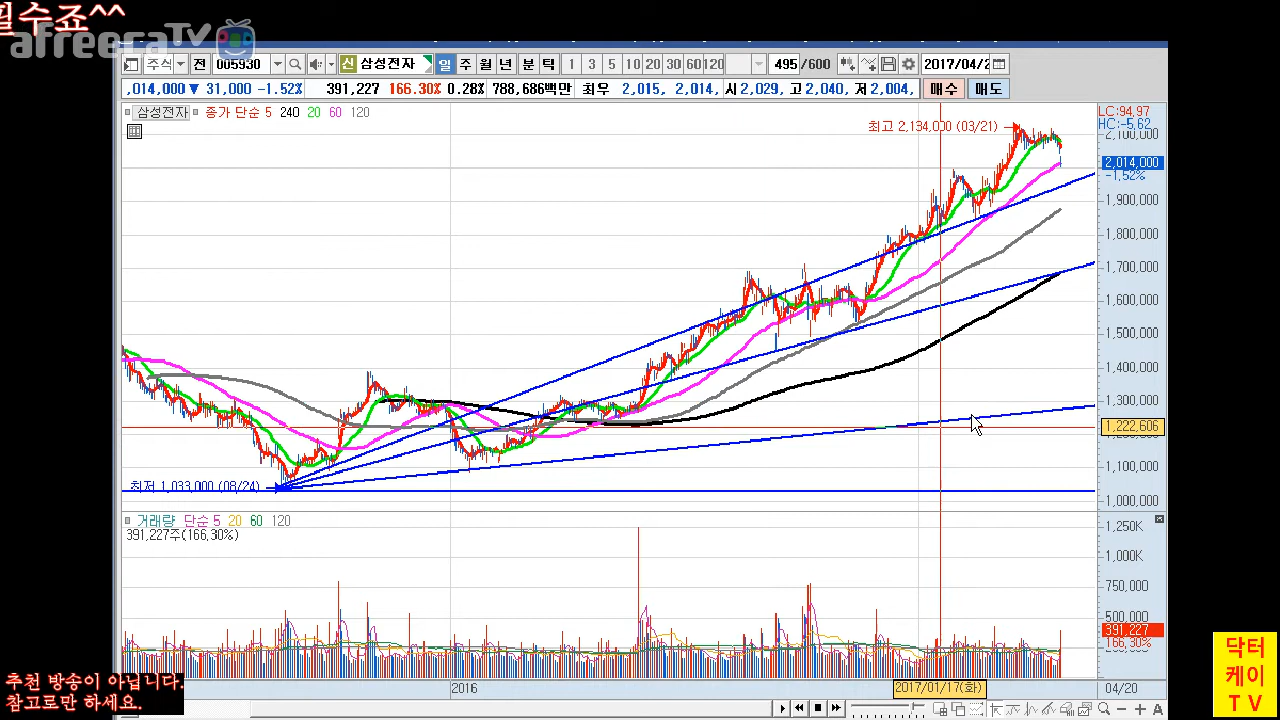 필수죠^^
afreecaTV
주식 전 005930 신 삼성전자 일 주 월 년 분 틱 1 3 5 10 20 30 60 120 495 /600 2017/04/2
,014,000 ▼ 31,000 -1.52% 391,227 166.30% 0.28% 788,686백만 최우 2,015, 2,014, 시 2,029, 고 2,040, 저 2,004, 매수 매도
삼성전자 종가 단순 5 240 20 60 120
LC:94.97
HC:-5.62
최고 2,134,000 (03/21)
2,100,000
2,014,000
-1.52%
1,900,000
1,800,000
1,700,000
1,600,000
1,500,000
1,400,000
1,300,000
1,222,606
1,100,000
최저 1,033,000 (08/24)
1,000,000
거래량 단순 5 20 60 120
391,227주(166.30%)
1,250K
1,000K
750,000
500,000
391,227
166.30%
닥터
케이
TV
추천 방송이 아닙니다.
참고로만 하세요.
2016
2017/01/17(화)
04/20
A